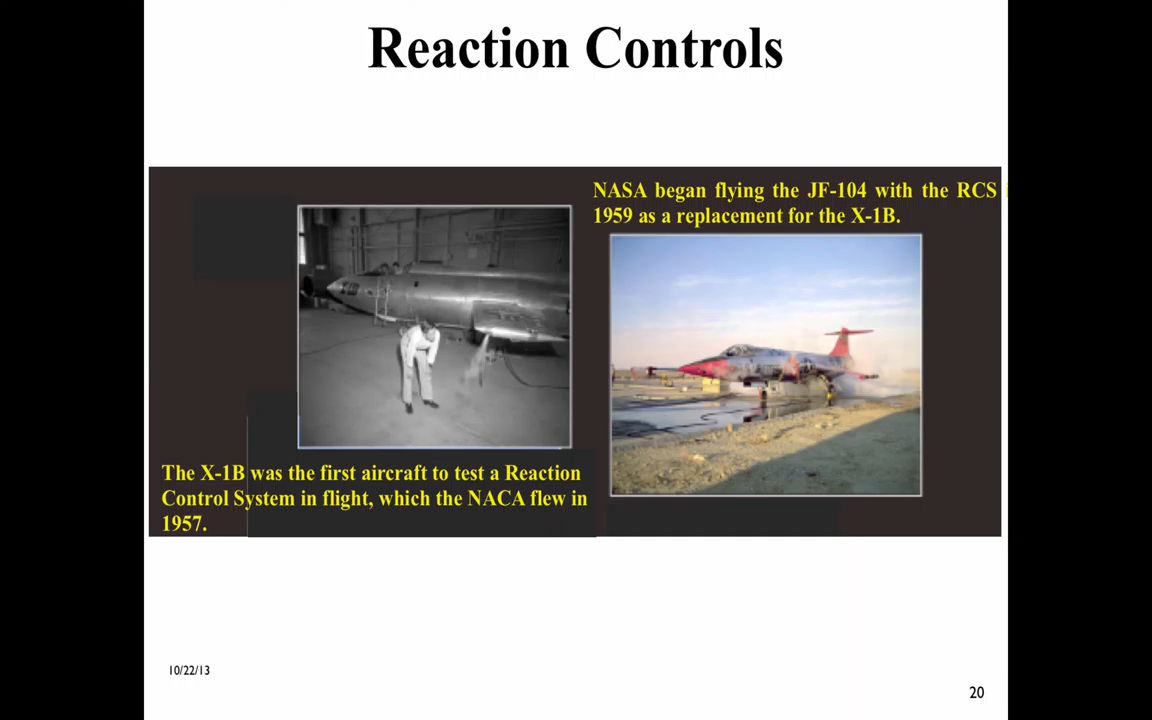 Reaction Controls
NASA began flying the JF-104 with the RCS
1959 as a replacement for the X-1B.
The X-1B was the first aircraft to test a Reaction
Control System in flight, which the NACA flew in
1957.
10/22/13
20